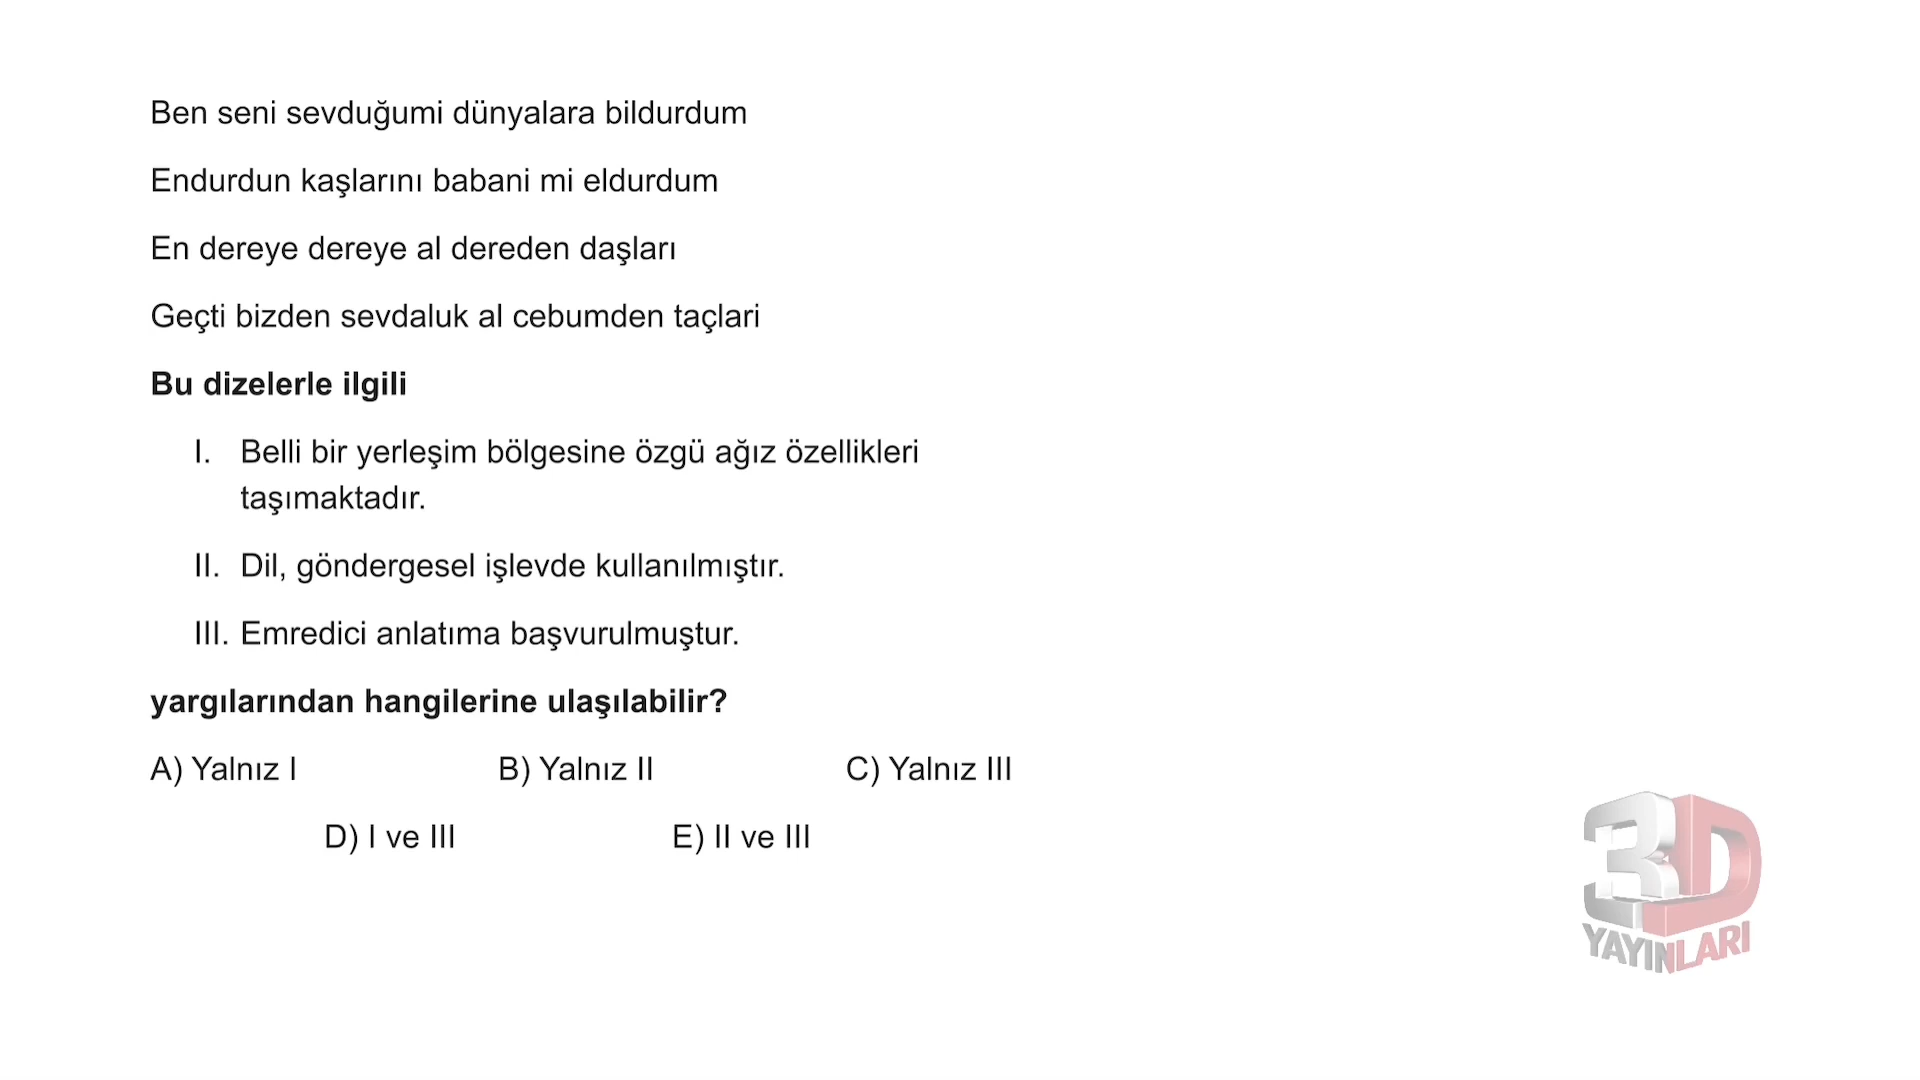 Ben seni sevduğumi dünyalara bildurdum
Endurdun kaşlarını babani mi eldurdum
En dereye dereye al dereden daşları
Geçti bizden sevdaluk al cebumden taçlari
Bu dizelerle ilgili
I. Belli bir yerleşim bölgesine özgü ağız özellikleri
taşımaktadır.
II. Dil, göndergesel işlevde kullanılmıştır.
III. Emredici anlatıma başvurulmuştur.
yargılarından hangilerine ulaşılabilir?
A) Yalnız I B) Yalnız II C) Yalnız III
D) I ve III E) II ve III
3D
YAYINLARI